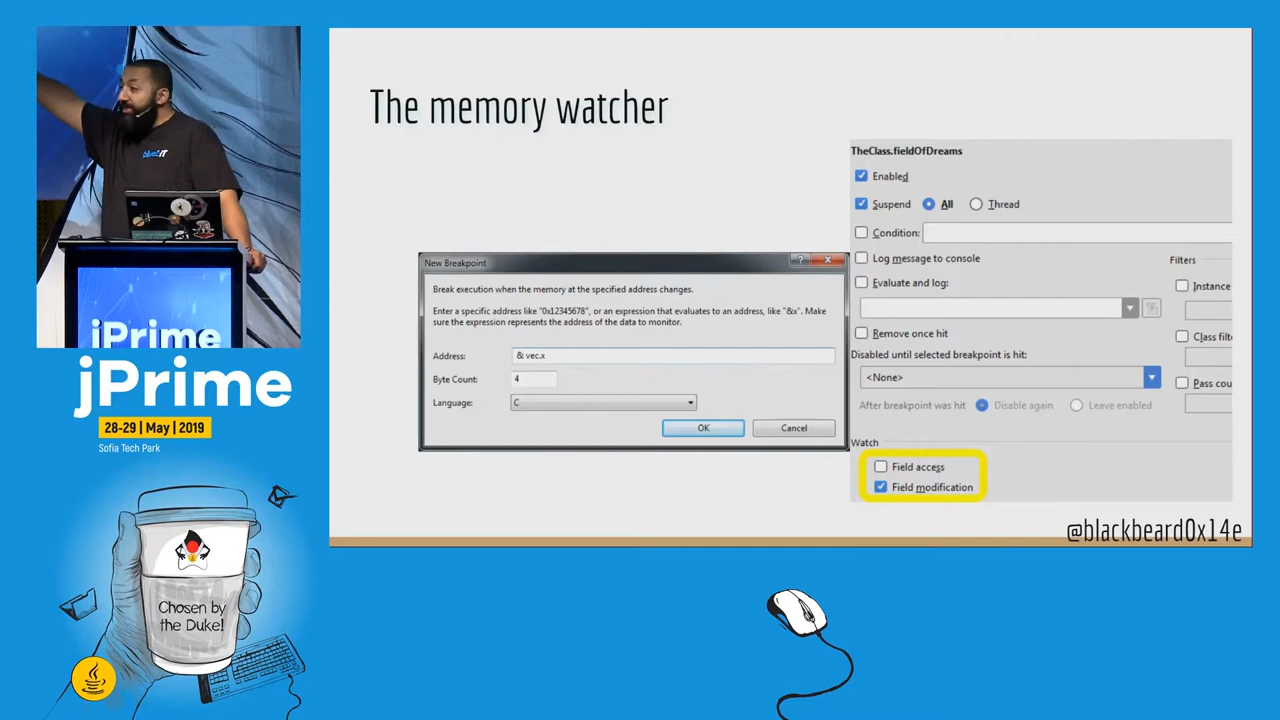 The memory watcher
TheClass.fieldOfDreams
Enabled
Suspend All Thread
Condition:
Log message to console
Filters
Evaluate and log:
Instance
Remove once hit
Class filte
Disabled until selected breakpoint is hit:
<None>
Pass cou
After breakpoint was hit Disable again Leave enabled
Watch
Field access
Field modification
New Breakpoint
Break execution when the memory at the specified address changes.
Enter a specific address like "0x12345678", or an expression that evaluates to an address, like "&x". Make
sure the expression represents the address of the data to monitor.
Address: & vec.x
Byte Count: 4
Language: C
OK Cancel
@blackbeard0x14e
jPrime
jPrime
28-29 | May | 2019
Sofia Tech Park
Chosen by
the Duke!